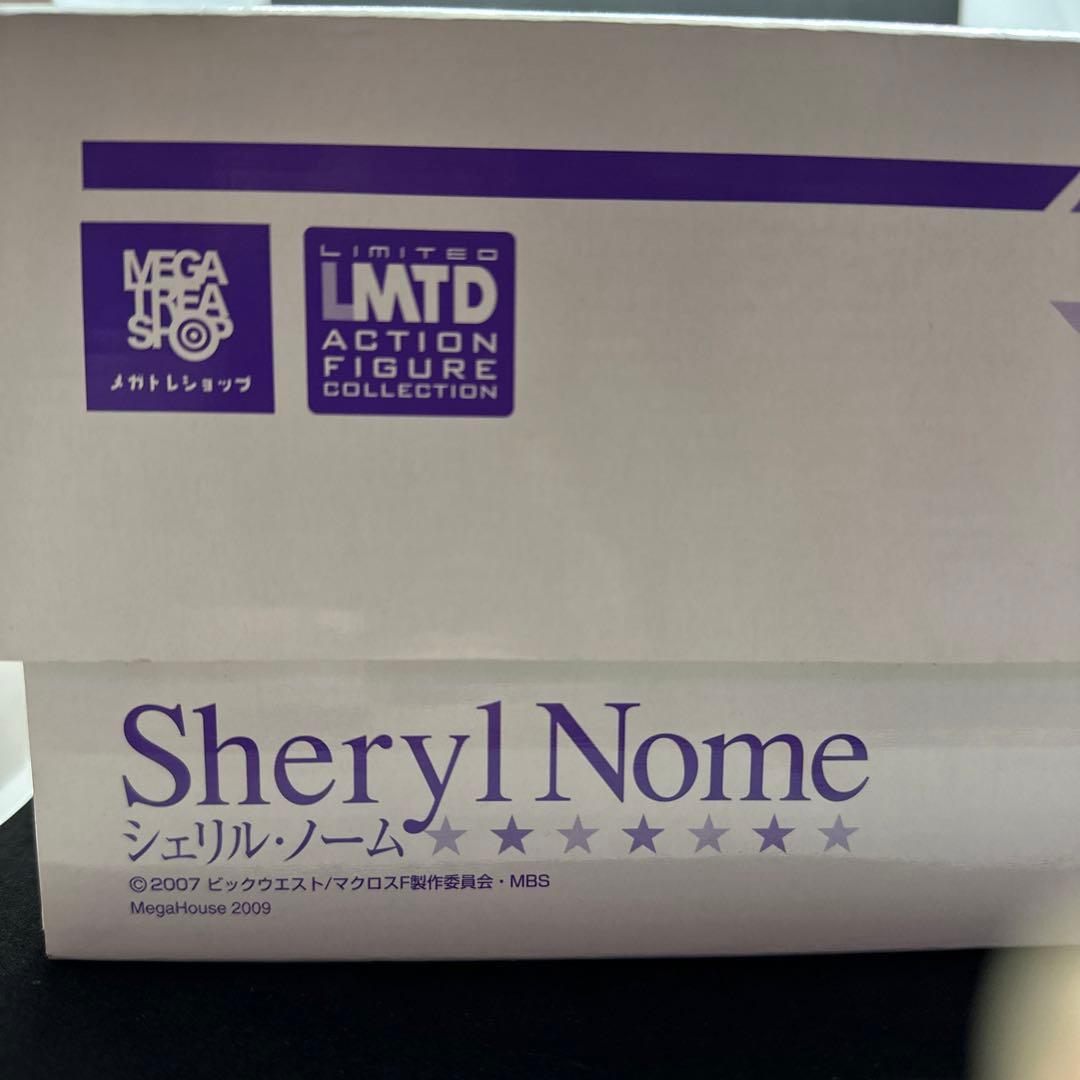 MEGA
TREA
SHOP
メガトレショップ
LIMITED
LMTD
ACTION
FIGURE
COLLECTION
Sheryl Nome
シェリル・ノーム
©2007 ビックウエスト/マクロスF製作委員会・MBS
MegaHouse 2009